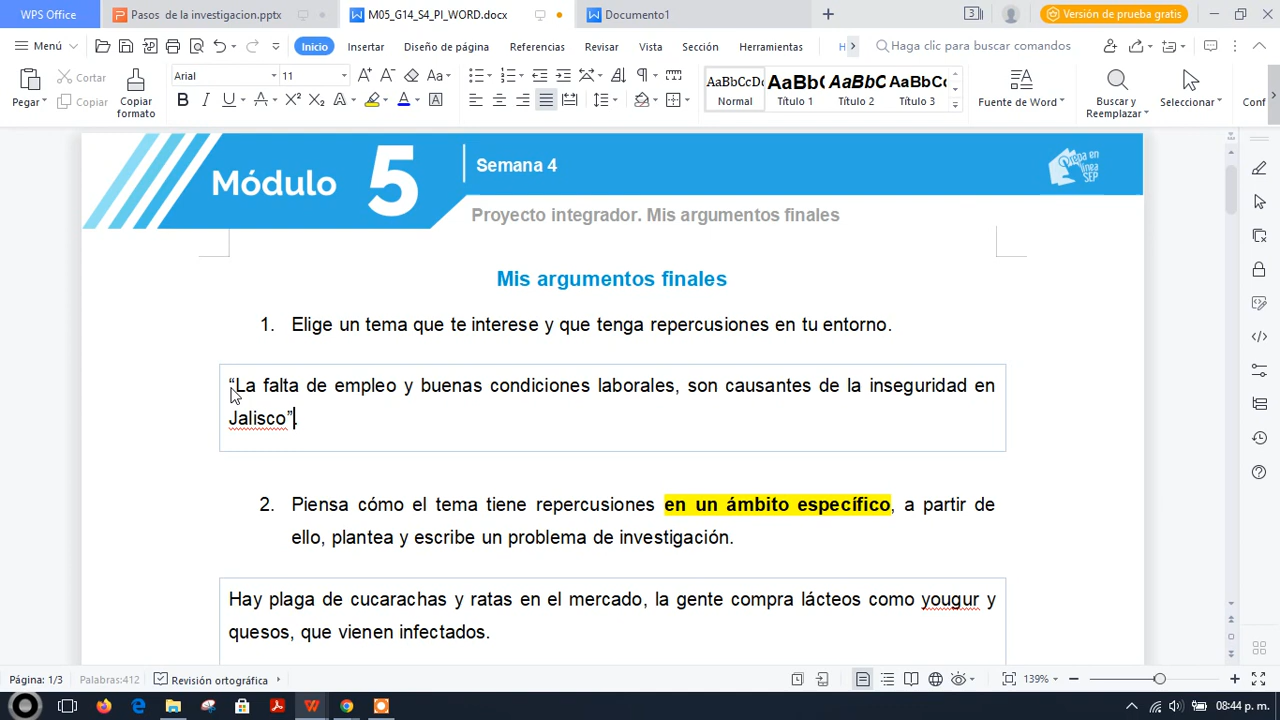 WPS Office
Pasos de la investigacion.pptx
M05_G14_S4_PI_WORD.docx
Documento1
3
Versión de prueba gratis
Menú
Inicio
Insertar
Diseño de página
Referencias
Revisar
Vista
Sección
Herramientas
Haga clic para buscar comandos
Pegar
Cortar
Copiar
Copiar formato
Arial
11
AaBbCcDd
Normal
AaBb(
Título 1
AaBbC
Título 2
AaBbCc
Título 3
Fuente de Word
Buscar y Reemplazar
Seleccionar
Conf
Módulo 5
Semana 4
Prepa en línea SEP
Proyecto integrador. Mis argumentos finales
Mis argumentos finales
1. Elige un tema que te interese y que tenga repercusiones en tu entorno.
“La falta de empleo y buenas condiciones laborales, son causantes de la inseguridad en
Jalisco”.
2. Piensa cómo el tema tiene repercusiones en un ámbito específico, a partir de
ello, plantea y escribe un problema de investigación.
Hay plaga de cucarachas y ratas en el mercado, la gente compra lácteos como yougur y
quesos, que vienen infectados.
Página: 1/3
Palabras:412
Revisión ortográfica
139%
08:44 p. m.